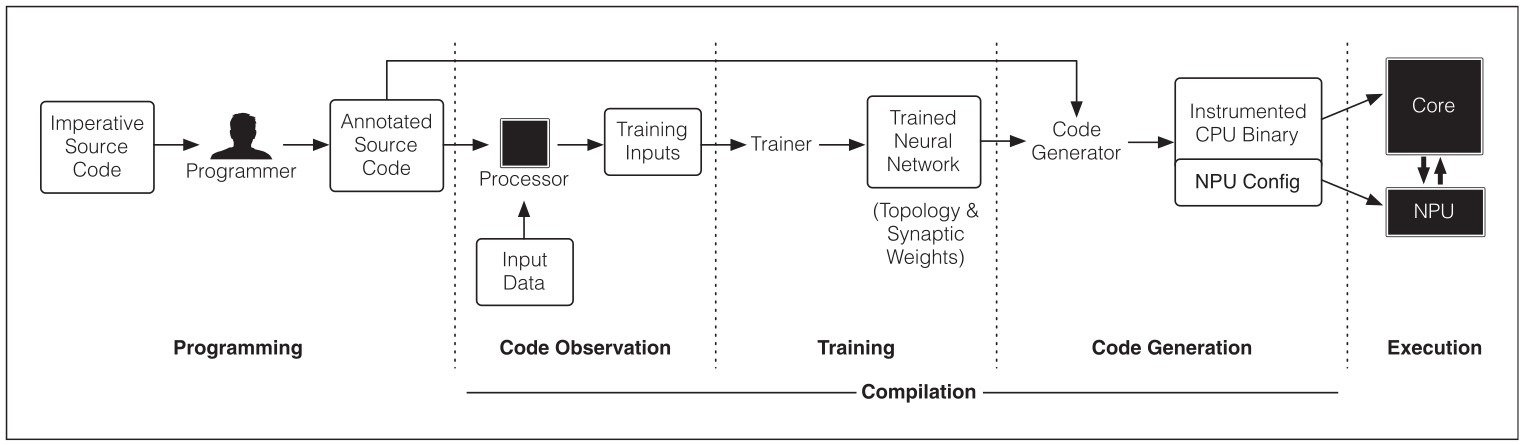 Imperative
Source
Code
Programmer
Annotated
Source
Code
Processor
Input
Data
Training
Inputs
Trainer
Trained
Neural
Network
(Topology &
Synaptic
Weights)
Code
Generator
Instrumented
CPU Binary
NPU Config
Core
NPU
Programming
Code Observation
Training
Code Generation
Execution
Compilation